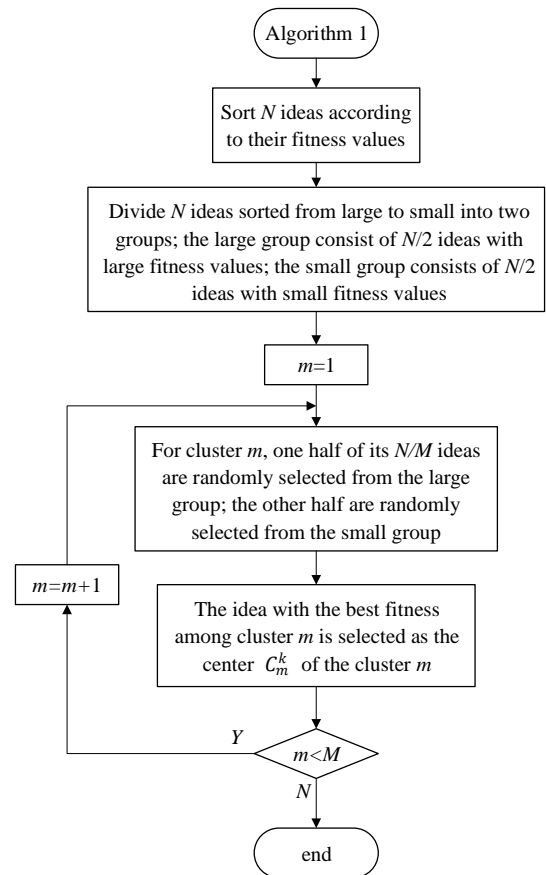 Algorithm 1
Sort N ideas according
to their fitness values
Divide N ideas sorted from large to small into two
groups; the large group consist of N/2 ideas with
large fitness values; the small group consists of N/2
ideas with small fitness values
m=1
For cluster m, one half of its N/M ideas
are randomly selected from the large
group; the other half are randomly
selected from the small group
m=m+1
The idea with the best fitness
among cluster m is selected as the
center C_m^k of the cluster m
Y
m<M
N
end